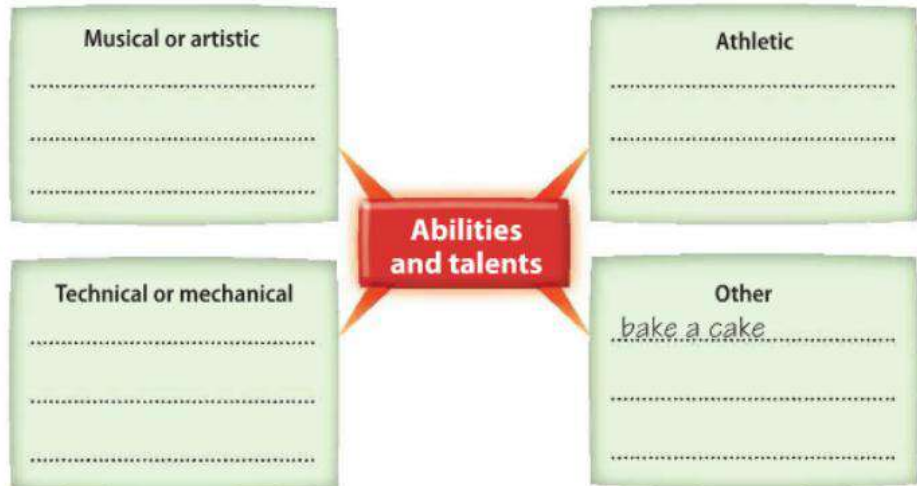 Musical or artistic
Athletic
Abilities
and talents
Technical or mechanical
Other
bake a cake